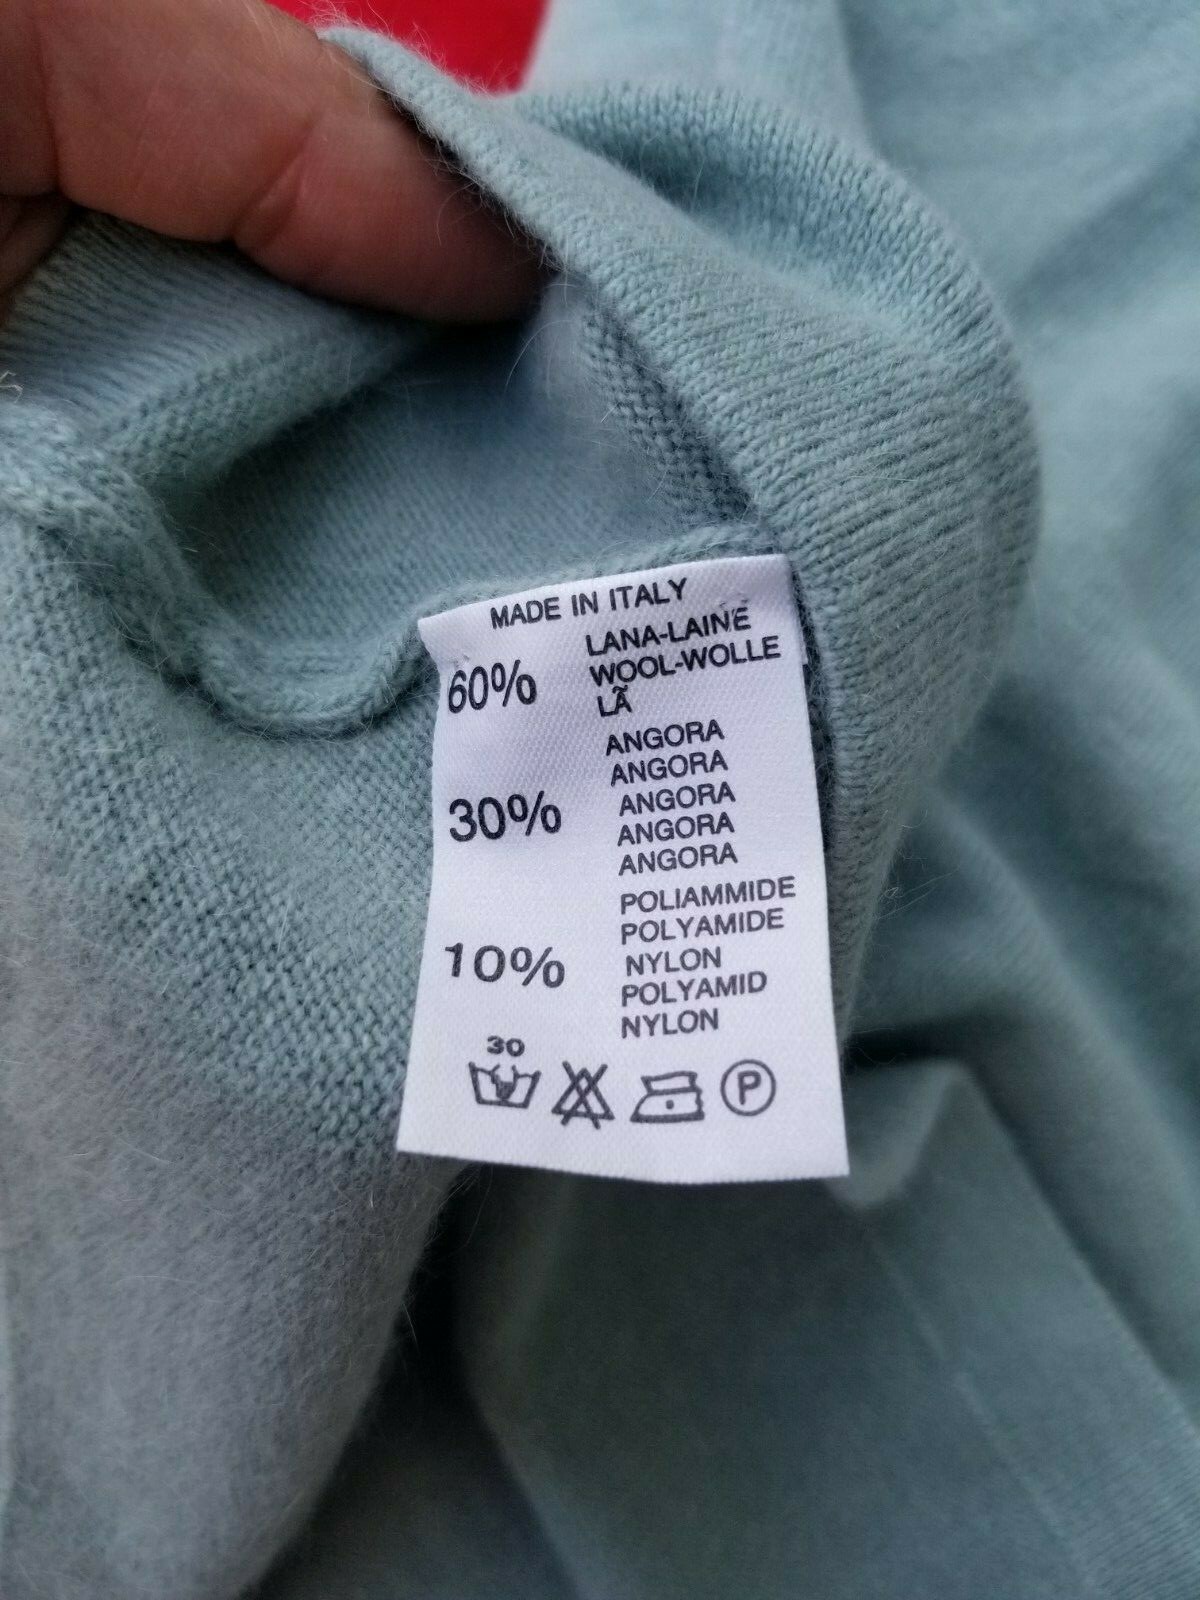 MADE IN ITALY
60%
LANA-LAINE
WOOL-WOLLE
LÃ
30%
ANGORA
ANGORA
ANGORA
ANGORA
ANGORA
10%
POLIAMMIDE
POLYAMIDE
NYLON
POLYAMID
NYLON
30
P